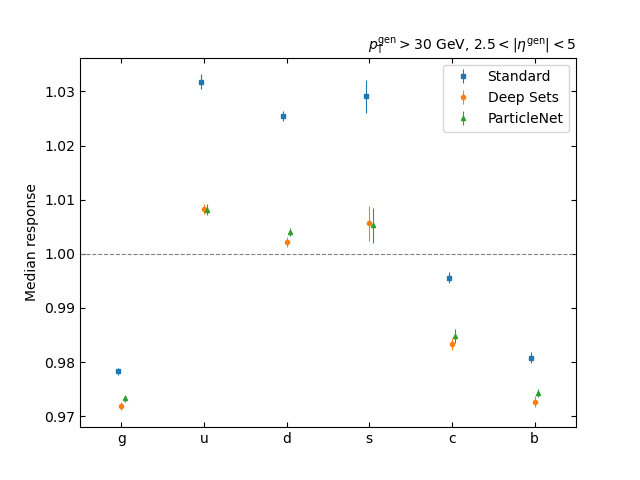 p_T^gen > 30 GeV, 2.5 < |η^gen| < 5
Standard
Deep Sets
ParticleNet
Median response
1.03
1.02
1.01
1.00
0.99
0.98
0.97
g u d s c b